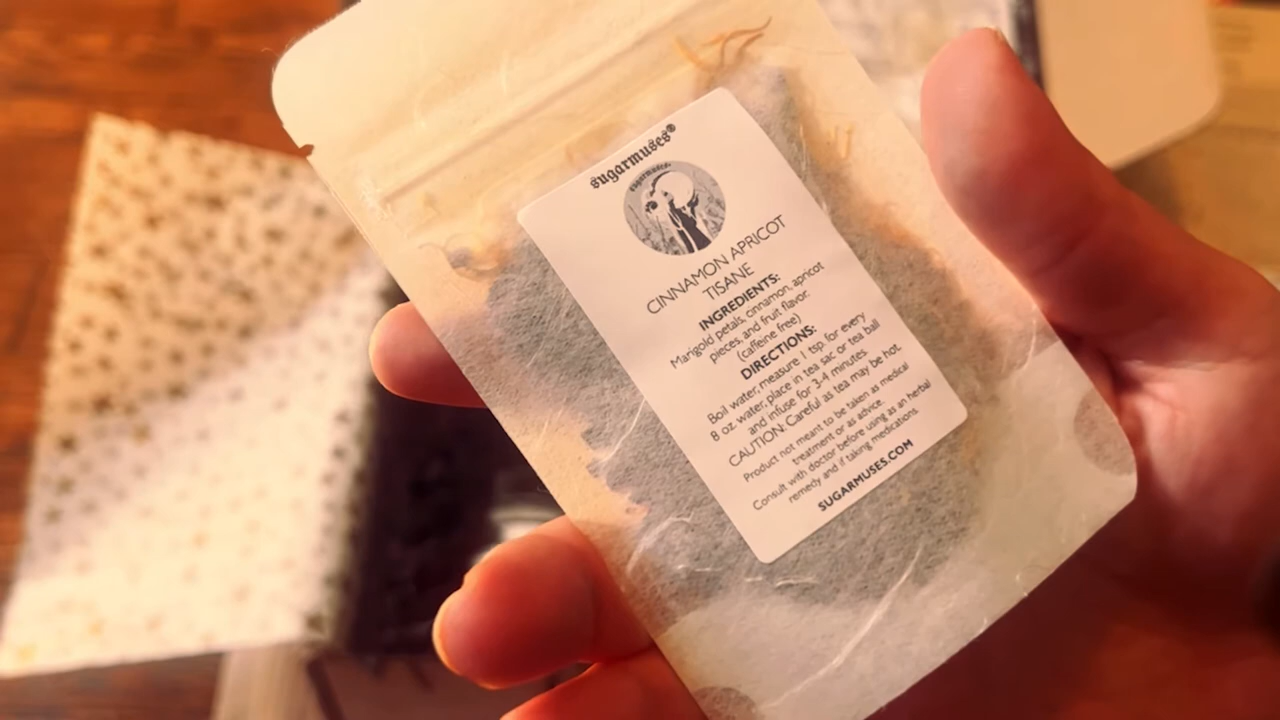 sugarmuses®
sugarmuses®
CINNAMON APRICOT
TISANE
INGREDIENTS:
Marigold petals, cinnamon, apricot
pieces, and fruit flavor.
(caffeine free)
DIRECTIONS:
Boil water, measure 1 tsp. for every
8 oz water, place in tea sac or tea ball
and infuse for 3-4 minutes.
CAUTION: Careful as tea may be hot.
Product not meant to be taken as medical
treatment or as advice.
Consult with doctor before using as an herbal
remedy and if taking medications.
SUGARMUSES.COM